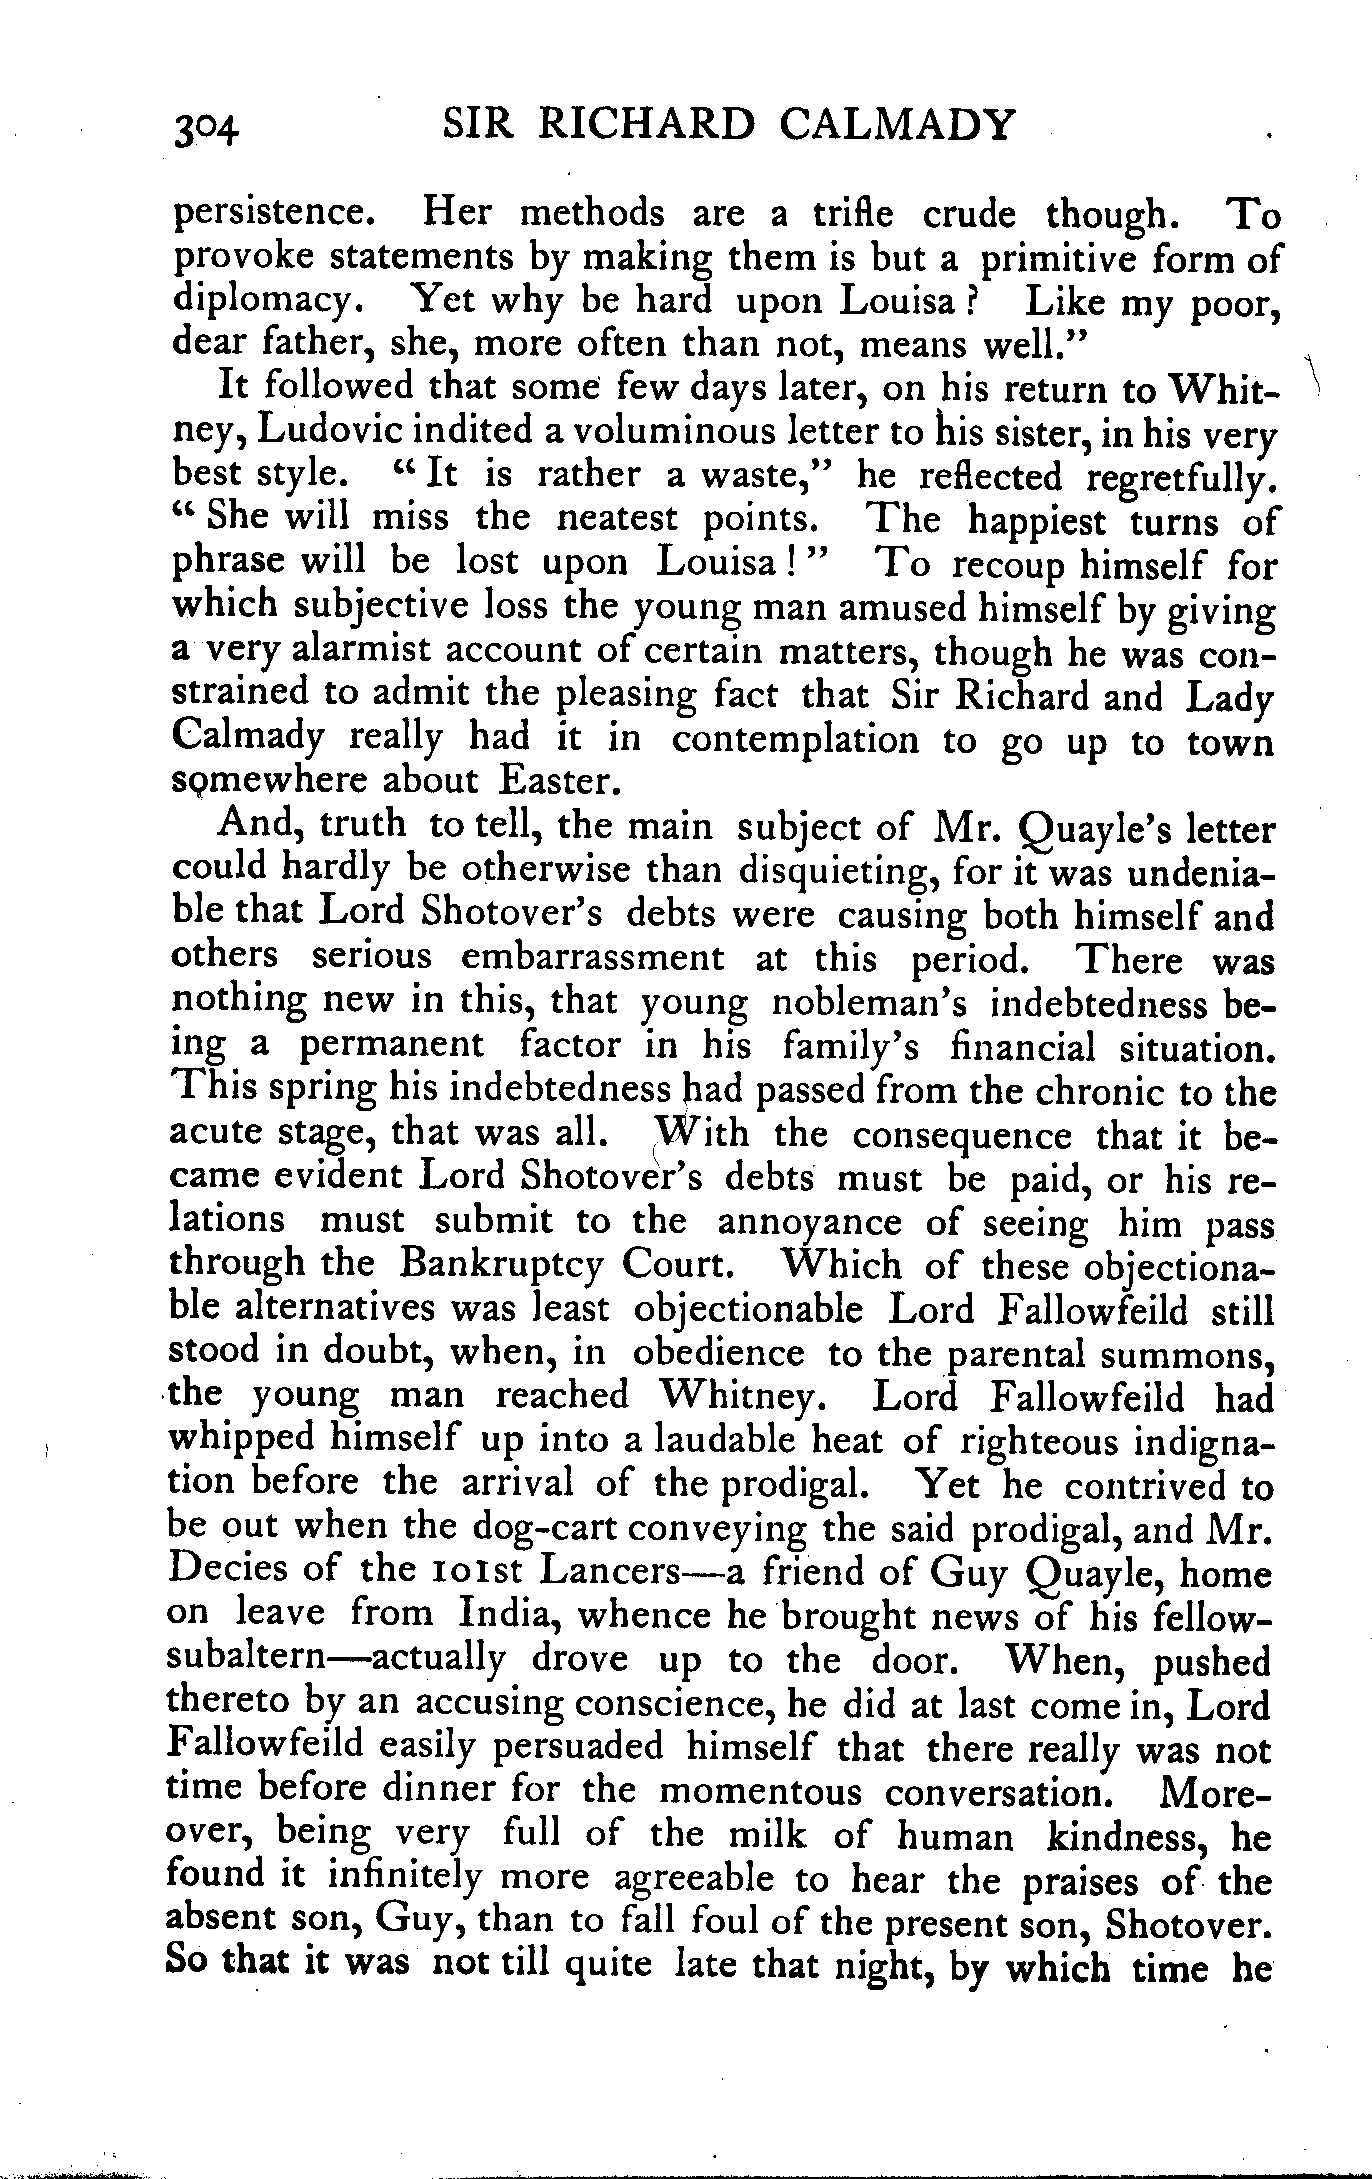 304 SIR RICHARD CALMADY
persistence. Her methods are a trifle crude though. To
provoke statements by making them is but a primitive form of
diplomacy. Yet why be hard upon Louisa? Like my poor,
dear father, she, more often than not, means well."
It followed that some few days later, on his return to Whit-
ney, Ludovic indited a voluminous letter to his sister, in his very
best style. "It is rather a waste," he reflected regretfully.
"She will miss the neatest points. The happiest turns of
phrase will be lost upon Louisa!" To recoup himself for
which subjective loss the young man amused himself by giving
a very alarmist account of certain matters, though he was con-
strained to admit the pleasing fact that Sir Richard and Lady
Calmady really had it in contemplation to go up to town
somewhere about Easter.
And, truth to tell, the main subject of Mr. Quayle's letter
could hardly be otherwise than disquieting, for it was undenia-
ble that Lord Shotover's debts were causing both himself and
others serious embarrassment at this period. There was
nothing new in this, that young nobleman's indebtedness be-
ing a permanent factor in his family's financial situation.
This spring his indebtedness had passed from the chronic to the
acute stage, that was all. With the consequence that it be-
came evident Lord Shotover's debts must be paid, or his re-
lations must submit to the annoyance of seeing him pass
through the Bankruptcy Court. Which of these objectiona-
ble alternatives was least objectionable Lord Fallowfeild still
stood in doubt, when, in obedience to the parental summons,
the young man reached Whitney. Lord Fallowfeild had
whipped himself up into a laudable heat of righteous indigna-
tion before the arrival of the prodigal. Yet he contrived to
be out when the dog-cart conveying the said prodigal, and Mr.
Decies of the 101st Lancers—a friend of Guy Quayle, home
on leave from India, whence he brought news of his fellow-
subaltern—actually drove up to the door. When, pushed
thereto by an accusing conscience, he did at last come in, Lord
Fallowfeild easily persuaded himself that there really was not
time before dinner for the momentous conversation. More-
over, being very full of the milk of human kindness, he
found it infinitely more agreeable to hear the praises of the
absent son, Guy, than to fall foul of the present son, Shotover.
So that it was not till quite late that night, by which time he